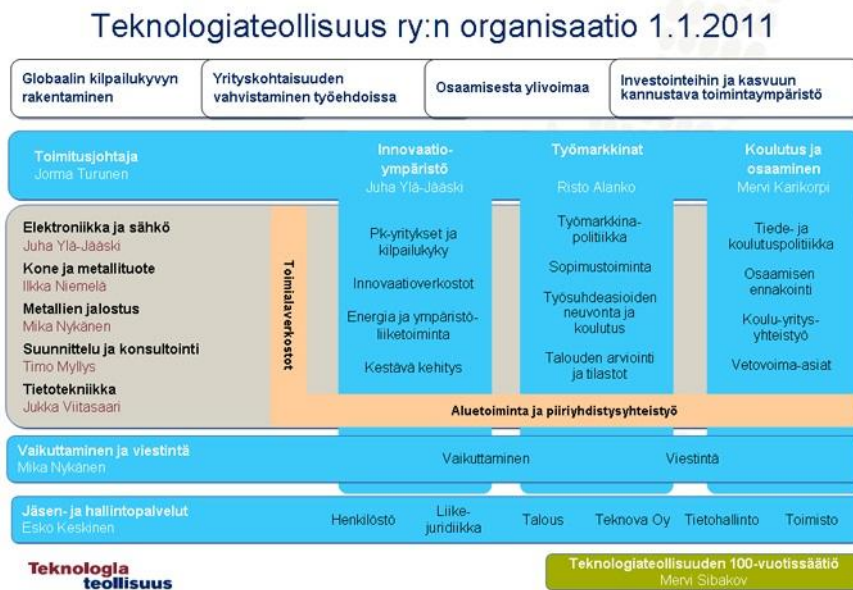 Teknologiateollisuus ry:n organisaatio 1.1.2011
Globaalin kilpailukyvyn
rakentaminen
Yrityskohtaisuuden
vahvistaminen työehdoissa
Osaamisesta ylivoimaa
Investointeihin ja kasvuun
kannustava toimintaympäristö
Toimitusjohtaja
Jorma Turunen
Innovaatio-
ympäristö
Juha Ylä-Jääski
Työmarkkinat
Risto Alanko
Koulutus ja
osaaminen
Mervi Karikorpi
Elektroniikka ja sähkö
Juha Ylä-Jääski
Kone ja metallituote
Ilkka Niemelä
Metallien jalostus
Mika Nykänen
Suunnittelu ja konsultointi
Timo Myllys
Tietotekniikka
Jukka Viitasaari
Toimialaverkostot
Pk-yritykset ja
kilpailukyky
Innovaatioverkostot
Energia ja ympäristö-
liiketoiminta
Kestävä kehitys
Työmarkkina-
politiikka
Sopimustoiminta
Työsuhdeasioiden
neuvonta ja
koulutus
Talouden arviointi
ja tilastot
Tiede- ja
koulutuspolitiikka
Osaamisen
ennakointi
Koulu-yritys-
yhteistyö
Vetovoima-asiat
Aluetoiminta ja piiriyhdistysyhteistyö
Vaikuttaminen ja viestintä
Mika Nykänen
Vaikuttaminen
Viestintä
Jäsen- ja hallintopalvelut
Esko Keskinen
Henkilöstö
Liike-
juridiikka
Talous
Teknova Oy
Tietohallinto
Toimisto
Teknologia
teollisuus
Teknologiateollisuuden 100-vuotissäätiö
Mervi Sibakov